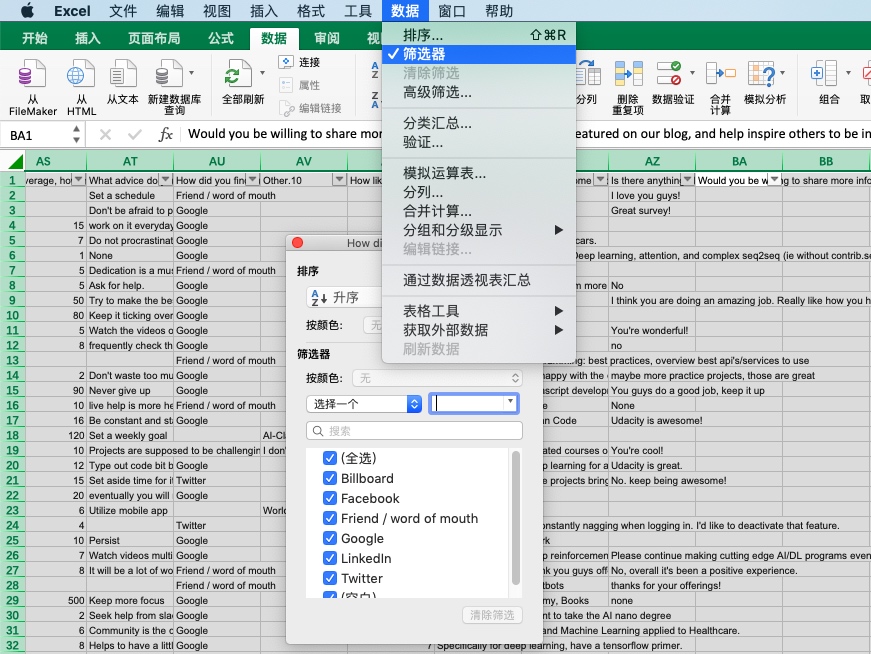 Excel 文件 编辑 视图 插入 格式 工具 数据 窗口 帮助
开始 插入 页面布局 公式 数据 审阅
排序... ⇧⌘R
✓ 筛选器
清除筛选
高级筛选...
分类汇总...
验证...
模拟运算表...
分列...
合并计算...
分组和分级显示 ▶
编辑链接...
通过数据透视表汇总
表格工具 ▶
获取外部数据 ▶
刷新数据
从 FileMaker
从 HTML
从文本
新建数据库 查询
全部刷新
连接
属性
编辑链接
分列
删除 重复项
数据验证
合并 计算
模拟分析
组合
BA1 fx Would you be willing to share mor
eatured on our blog, and help inspire others to be in
AS AT AU AV AZ BA BB
1 verage, ho What advice do How did you fin Other.10 How like ome Is there anything Would you be w ng to share more info
2 Set a schedule Friend / word of mouth I love you guys!
3 Don't be afraid to p Google Great survey!
4 15 work on it everyday Google
5 7 Do not procrastinat Google cars.
6 1 None Google Deep learning, attention, and complex seq2seq (ie without contrib.se
7 5 Dedication is a mus Friend / word of mouth
8 5 Ask for help. Google m more No
9 50 Try to make the be Google I think you are doing an amazing job. Really like how you h
10 80 Keep it ticking over Google
11 5 Watch the videos o Google You're wonderful!
12 8 frequently check th Google no
13 Friend / word of mouth best practices, overview best api's/services to use
14 2 Don't waste too mu Google happy with the maybe more practice projects, those are great
15 90 Never give up Google script develop You guys do a good job, keep it up
16 10 live help is more he Friend / word of mouth None
17 16 Be constant and sta Google an Code Udacity is awesome!
18 120 Set a weekly goal AI-Cl
19 10 Projects are supposed to be challengin I don' ated courses o You're cool!
20 12 Type out code bit b Google p learning for a Udacity is great.
21 15 Set aside time for it Twitter e projects bring No. keep being awesome!
22 20 eventually you will Google
23 6 Utilize mobile app World
24 4 Twitter onstantly nagging when logging in. I'd like to deactivate that feature.
25 10 Persist Google rk
26 7 Watch videos multi Google p reinforcemen Please continue making cutting edge AI/DL programs even
27 8 It will be a lot of wo Friend / word of mouth nk you guys off No, overall it's been a positive experience.
28 Friend / word of mouth tbots thanks for your offerings!
29 500 Keep more focus Google my, Books none
30 2 Seek help from slac Google nt to take the AI nano degree
31 6 Community is the c Google and Machine Learning applied to Healthcare.
32 8 Helps to have a littl Google 7 Specifically for deep learning, have a tensorflow primer.
How di
排序
升序
按颜色: 无
筛选器
按颜色: 无
选择一个
搜索
(全选)
Billboard
Facebook
Friend / word of mouth
Google
LinkedIn
Twitter
(空白)
清除筛选